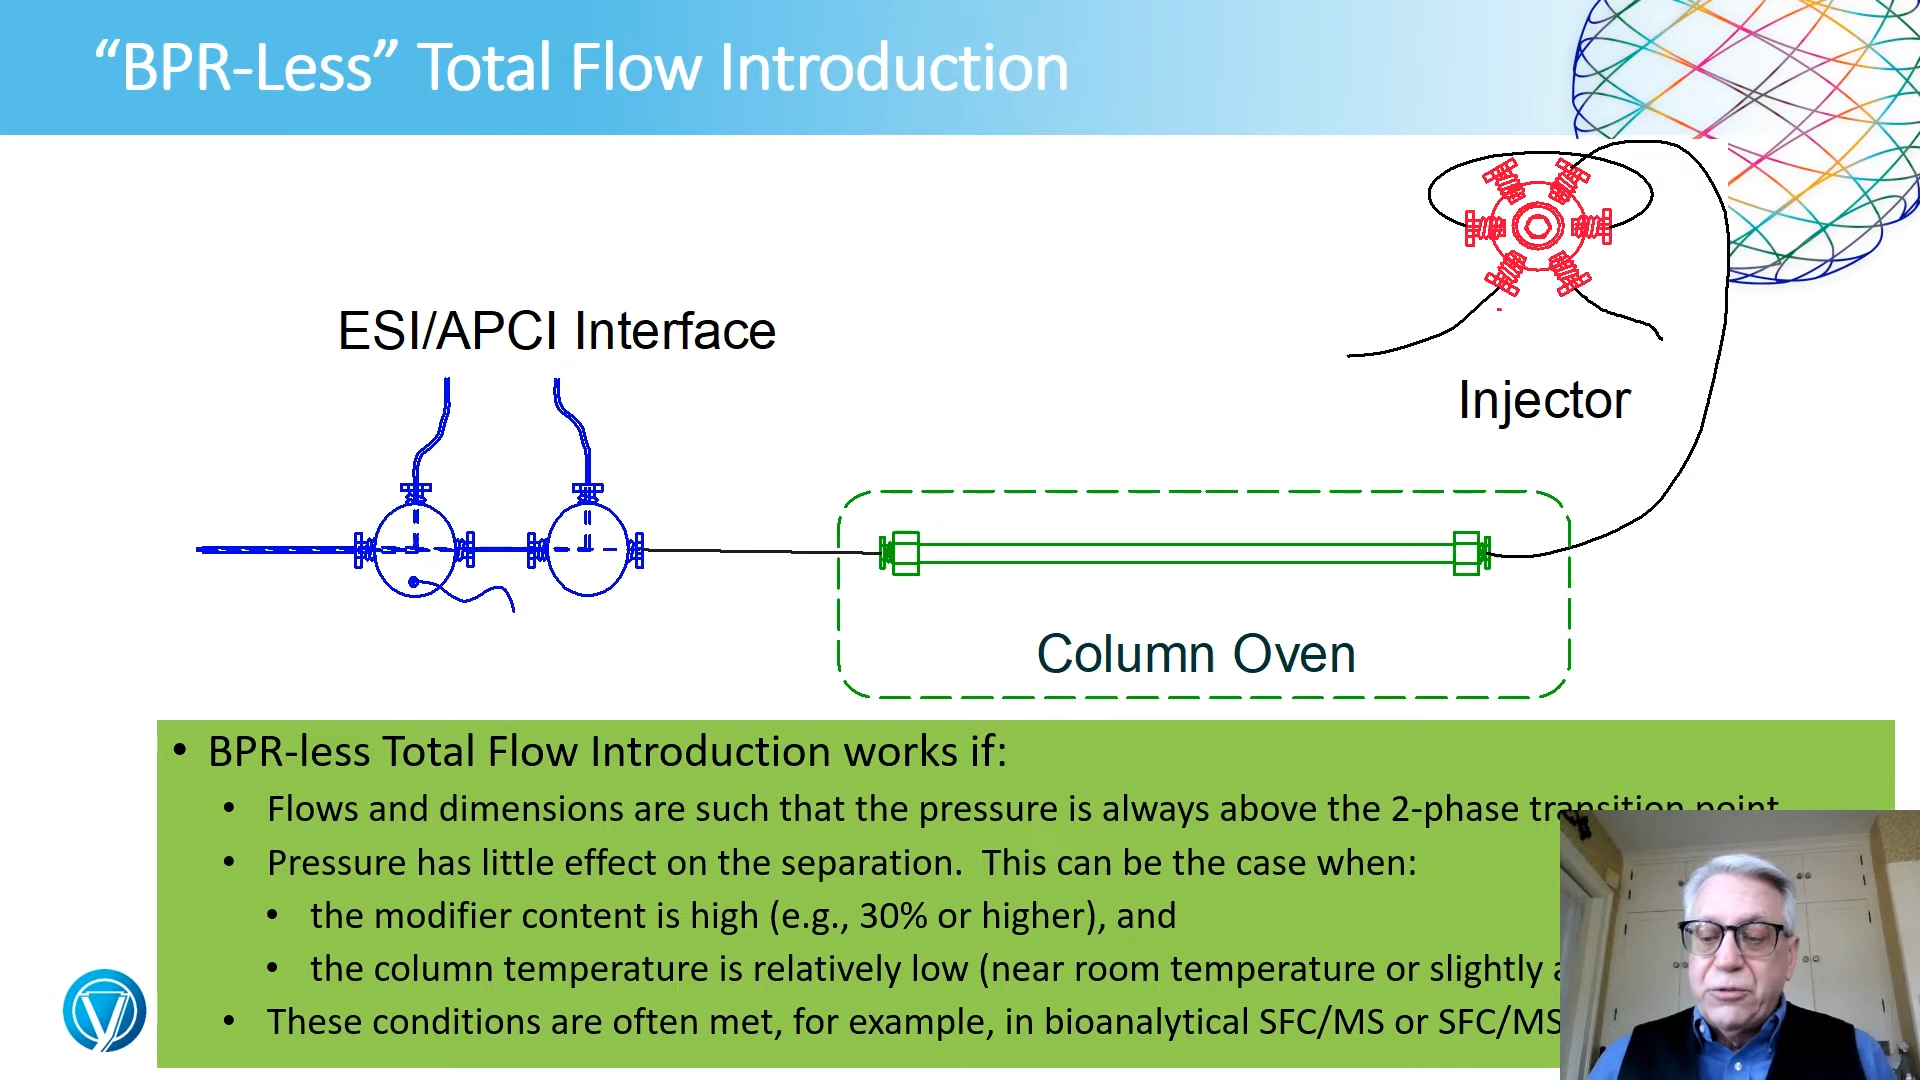 “BPR-Less” Total Flow Introduction
ESI/APCI Interface
Injector
Column Oven
• BPR-less Total Flow Introduction works if:
• Flows and dimensions are such that the pressure is always above the 2-phase transition point
• Pressure has little effect on the separation.  This can be the case when:
• the modifier content is high (e.g., 30% or higher), and
• the column temperature is relatively low (near room temperature or slightly
• These conditions are often met, for example, in bioanalytical SFC/MS or SFC/MS